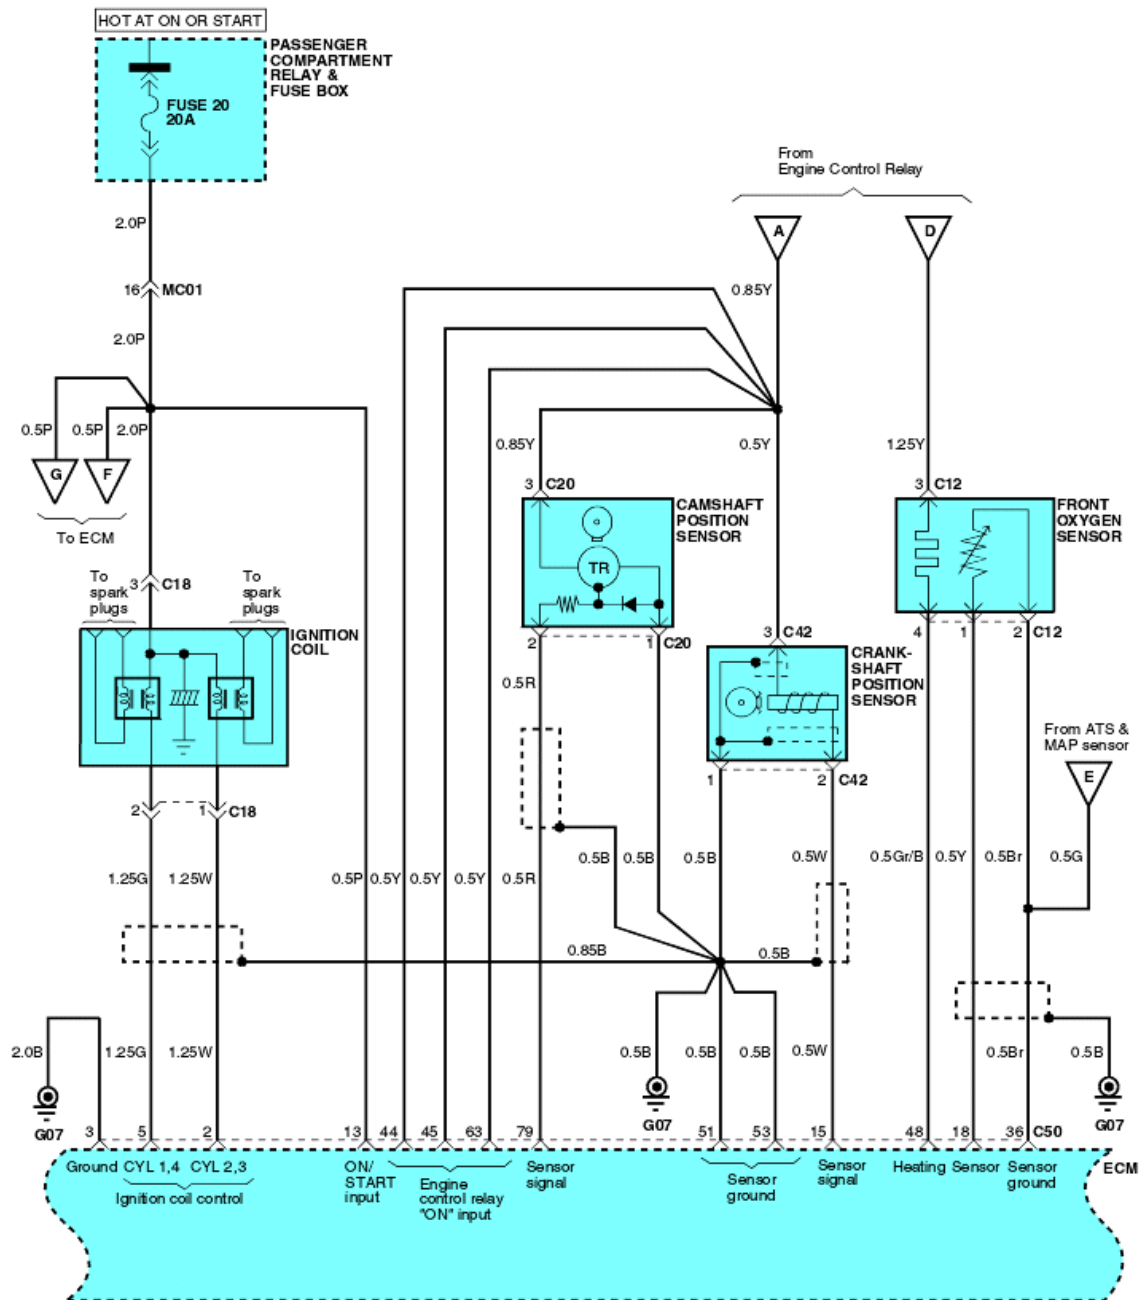 HOT AT ON OR START
PASSENGER
COMPARTMENT
RELAY &
FUSE BOX
FUSE 20
20A
From
Engine Control Relay
2.0P
A
D
16
MC01
0.85Y
2.0P
0.5P
0.5P
2.0P
0.85Y
0.5Y
1.25Y
G
F
To ECM
3
C20
3
C12
CAMSHAFT
POSITION
SENSOR
FRONT
OXYGEN
SENSOR
TR
3
C18
To
spark
plugs
To
spark
plugs
IGNITION
COIL
2
1
C20
3
C42
4
1
2
C12
CRANK-
SHAFT
POSITION
SENSOR
0.5R
From ATS &
MAP sensor
E
1
2
C42
2
1
C18
1.25G
1.25W
0.5P
0.5Y
0.5Y
0.5Y
0.5R
0.5B
0.5B
0.5B
0.5W
0.5Gr/B
0.5Y
0.5Br
0.5G
0.85B
0.5B
2.0B
1.25G
1.25W
0.5B
0.5B
0.5B
0.5W
0.5Br
0.5B
G07
G07
G07
3
5
2
13
44
45
63
79
51
53
15
48
18
36
C50
ECM
Ground
CYL 1,4
CYL 2,3
Ignition coil control
ON/
START
input
Engine
control relay
"ON" input
Sensor
signal
Sensor
ground
Sensor
signal
Heating
Sensor
Sensor
ground